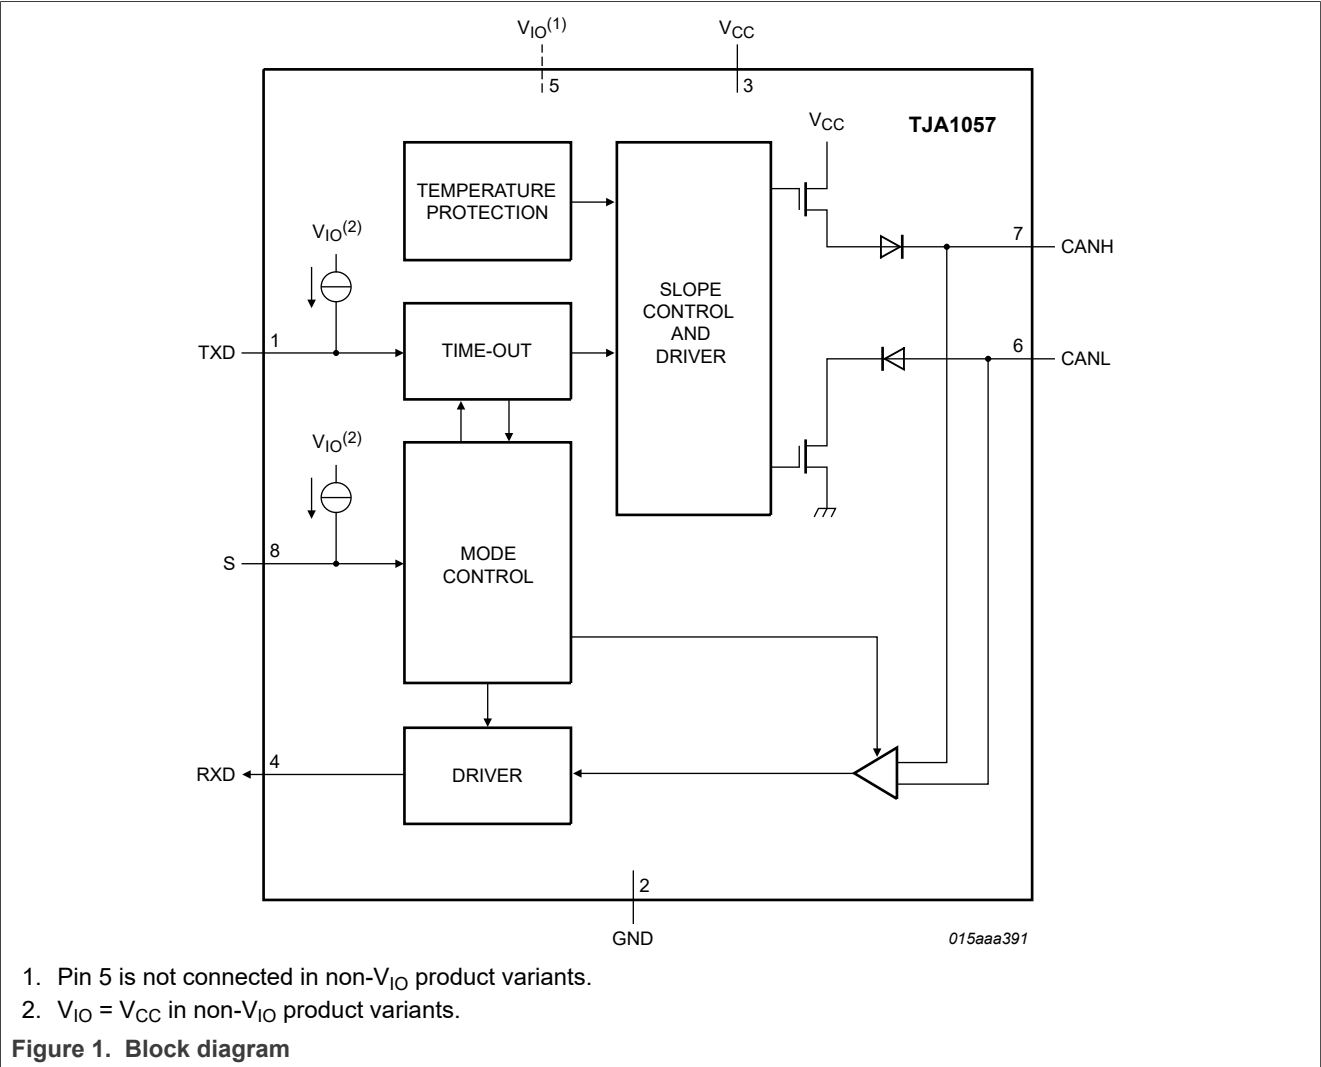 VIO(1)
VCC
5
3
TJA1057
VCC
TEMPERATURE
PROTECTION
VIO(2)
7
CANH
SLOPE
CONTROL
AND
DRIVER
TXD
1
TIME-OUT
6
CANL
VIO(2)
S
8
MODE
CONTROL
RXD
4
DRIVER
2
GND
015aaa391
1. Pin 5 is not connected in non-VIO product variants.
2. VIO = VCC in non-VIO product variants.
Figure 1. Block diagram